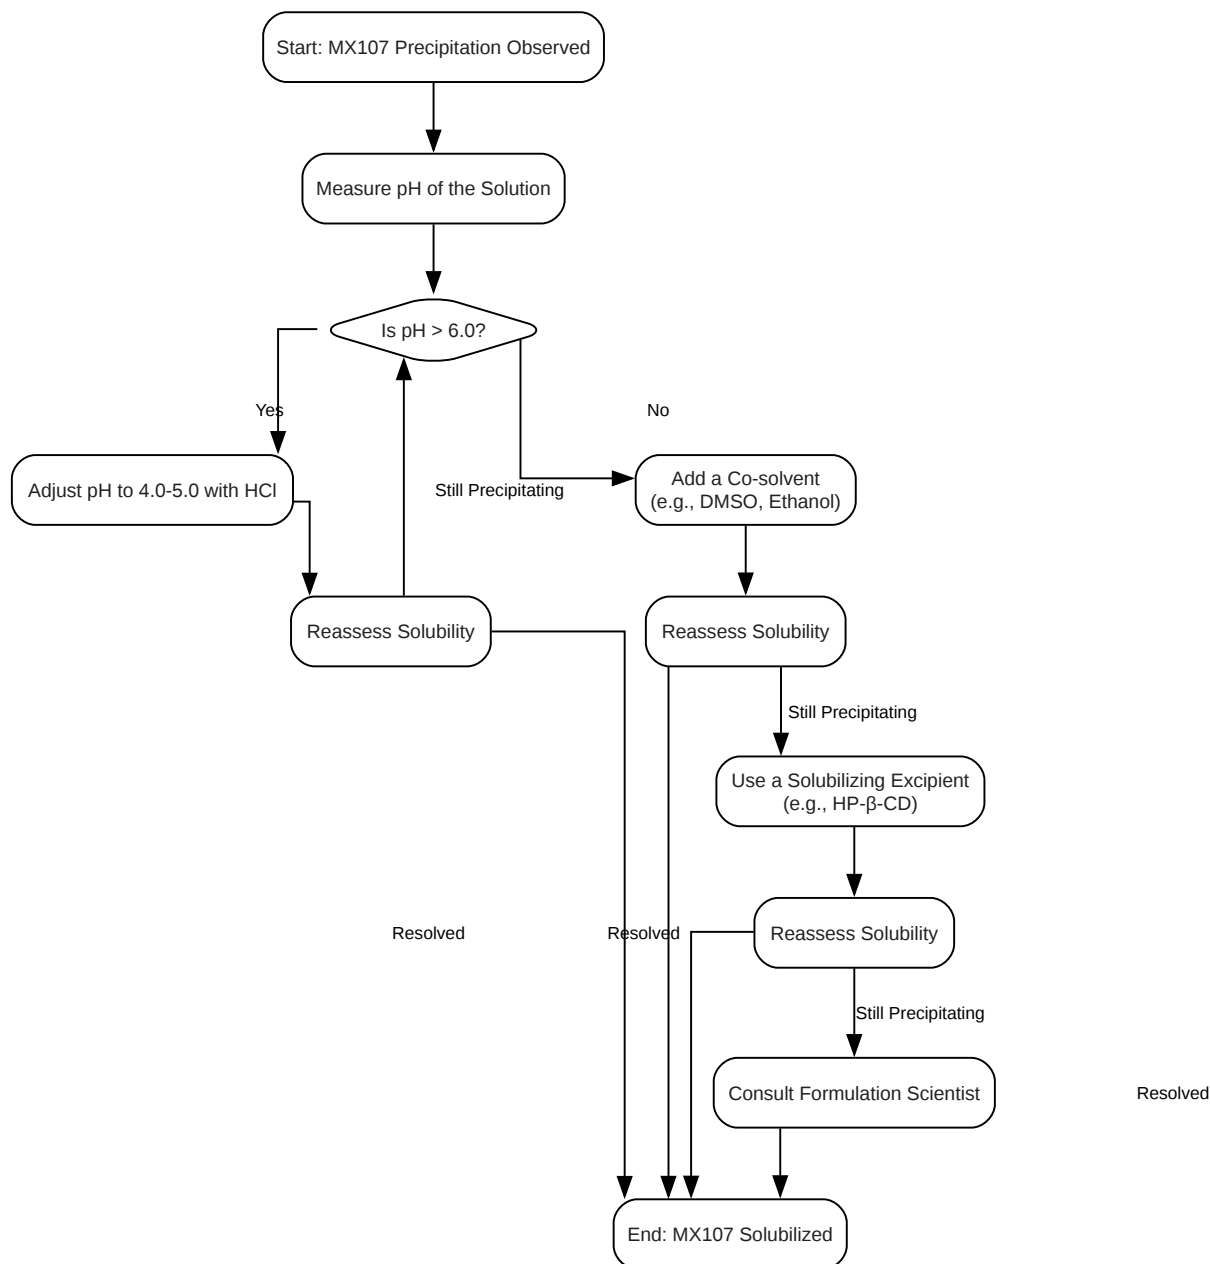 Start: MX107 Precipitation Observed
Measure pH of the Solution
Is pH > 6.0?
Yes
No
Adjust pH to 4.0-5.0 with HCl
Still Precipitating
Add a Co-solvent
(e.g., DMSO, Ethanol)
Reassess Solubility
Reassess Solubility
Still Precipitating
Use a Solubilizing Excipient
(e.g., HP-β-CD)
Resolved
Resolved
Reassess Solubility
Still Precipitating
Consult Formulation Scientist
Resolved
End: MX107 Solubilized